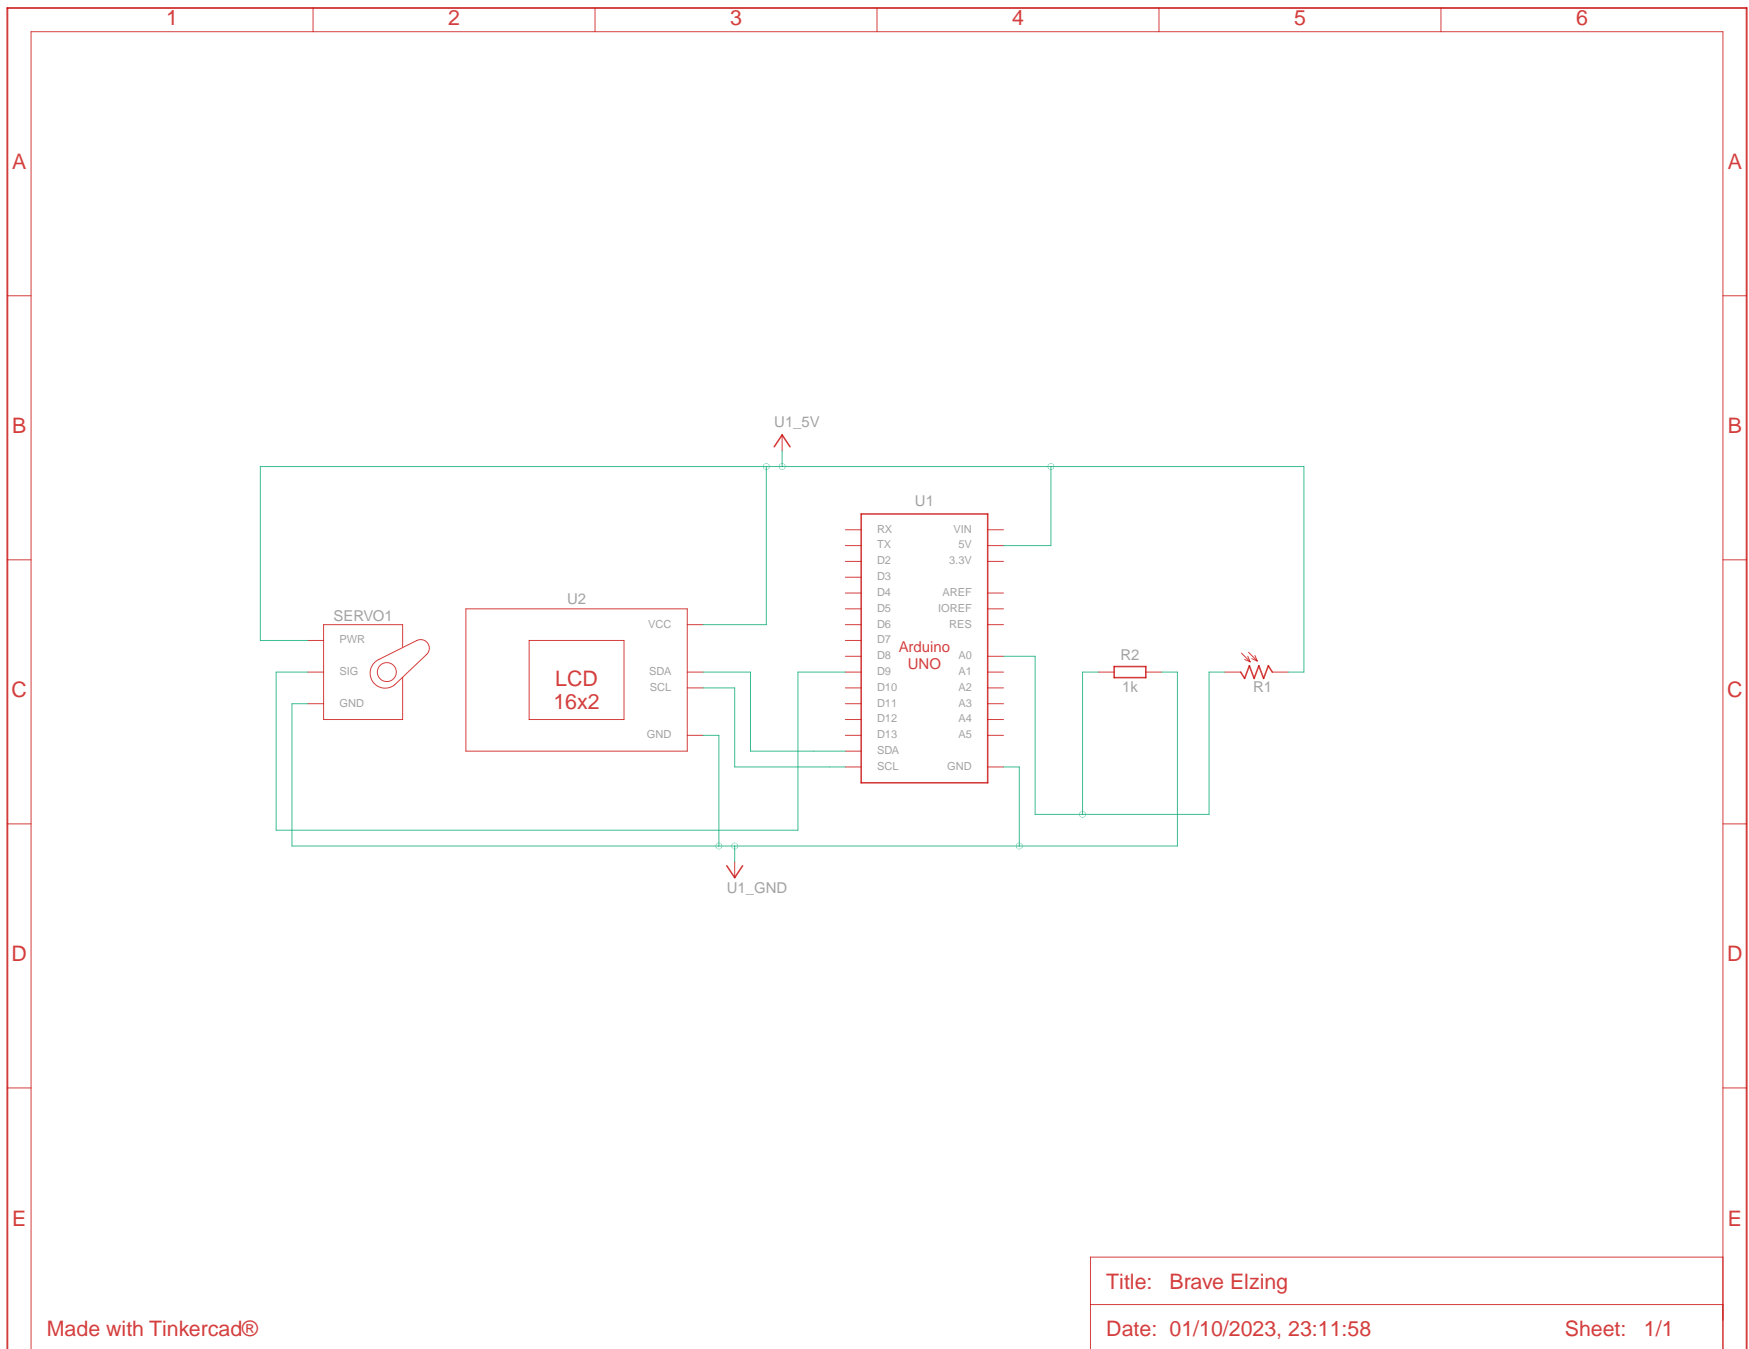 1 2 3 4 5 6
A A
B B
U1_5V
U1
RX VIN
TX 5V
D2 3.3V
D3
D4 AREF
D5 IOREF
D6 RES
D7
D8 A0
D9 A1
D10 A2
D11 A3
D12 A4
D13 A5
SDA
SCL GND
Arduino
UNO
U2
VCC
SDA
SCL
GND
LCD
16x2
SERVO1
PWR
SIG
GND
R2
1k
R1
C C
U1_GND
D D
E E
Title: Brave Elzing
Made with Tinkercad®
Date: 01/10/2023, 23:11:58 Sheet: 1/1